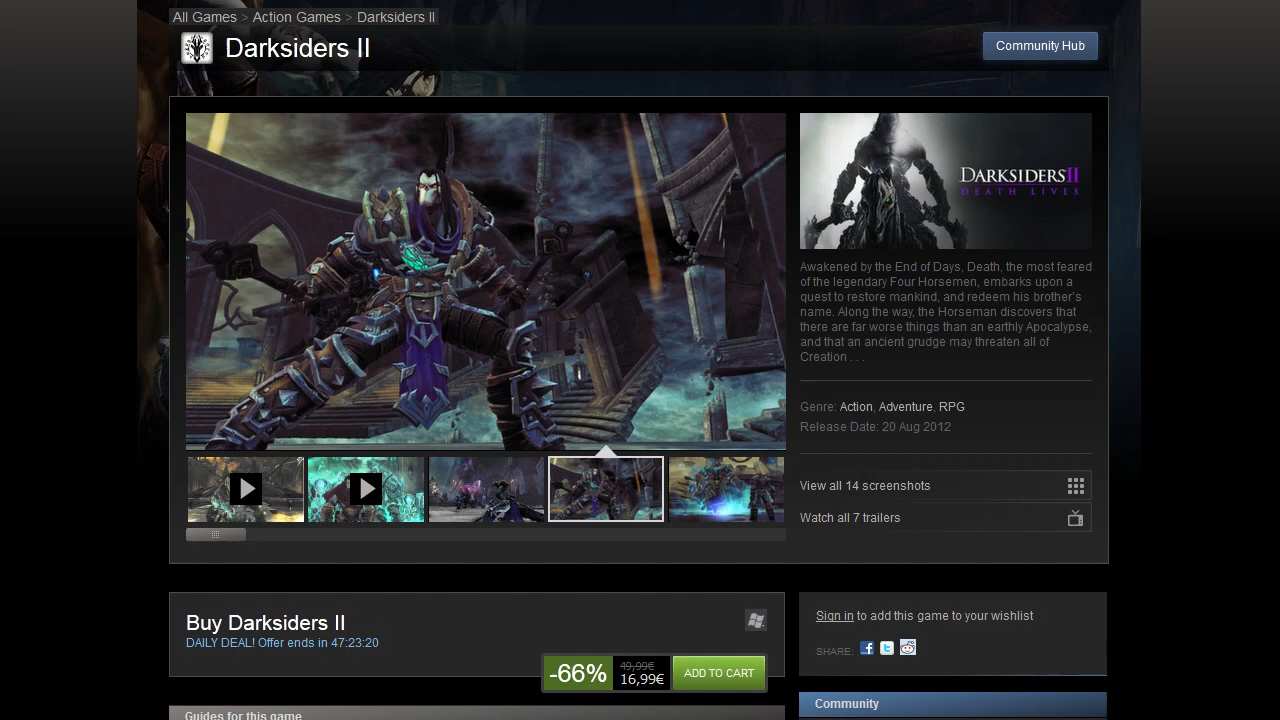 All Games > Action Games > Darksiders II
Darksiders II
Community Hub
DARKSIDERS II
DEATH LIVES
Awakened by the End of Days, Death, the most feared
of the legendary Four Horsemen, embarks upon a
quest to restore mankind, and redeem his brother's
name. Along the way, the Horseman discovers that
there are far worse things than an earthly Apocalypse,
and that an ancient grudge may threaten all of
Creation . . .
Genre: Action, Adventure, RPG
Release Date: 20 Aug 2012
View all 14 screenshots
Watch all 7 trailers
Buy Darksiders II
DAILY DEAL! Offer ends in 47:23:20
-66%
49,99€
16,99€
ADD TO CART
Sign in to add this game to your wishlist
SHARE:
Community
Guides for this game